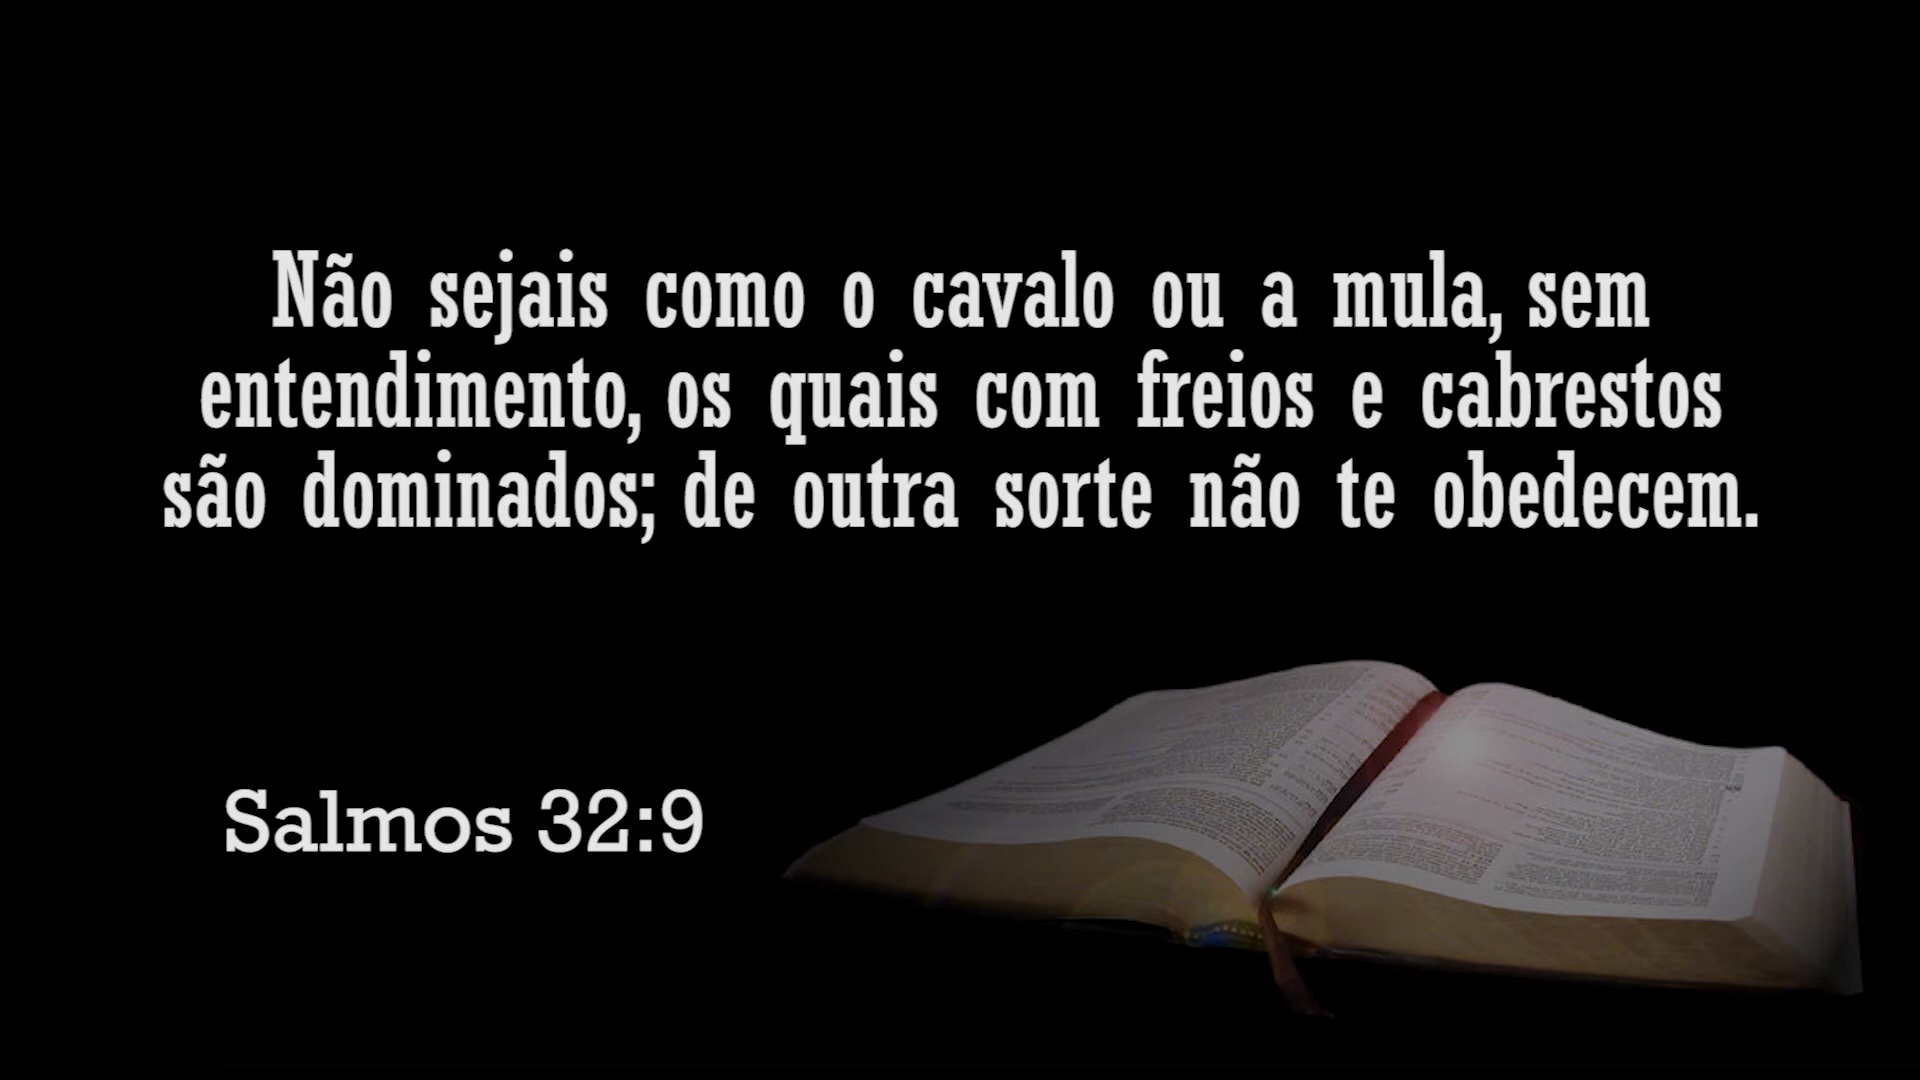 Não sejais como o cavalo ou a mula, sem
entendimento, os quais com freios e cabrestos
são dominados; de outra sorte não te obedecem.
Salmos 32:9